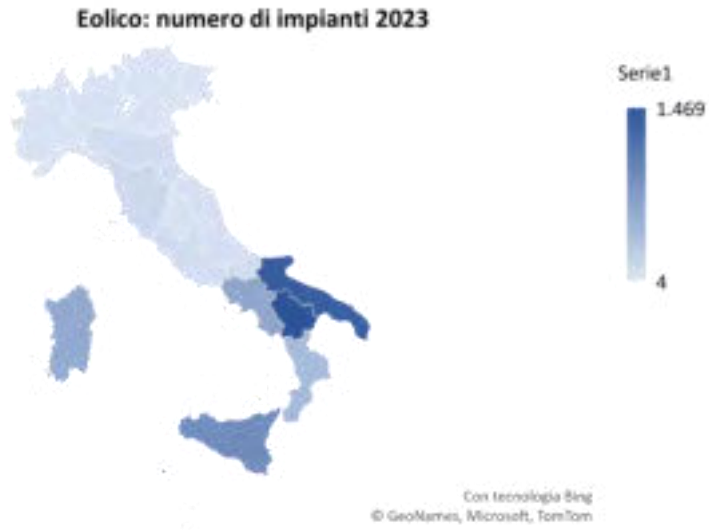 Eolico: numero di impianti 2023
Serie1
1.469
4
Con tecnologia Bing
© GeoNames, Microsoft, TomTom